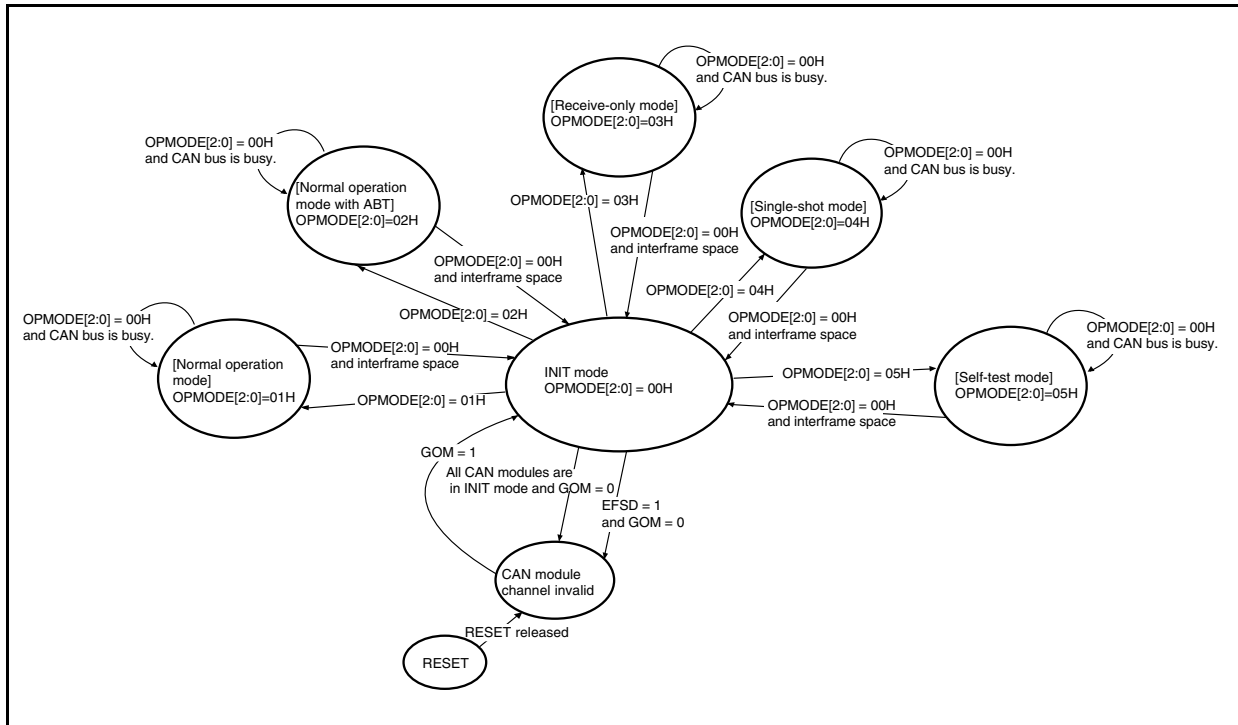 OPMODE[2:0] = 00H
and CAN bus is busy.
[Receive-only mode]
OPMODE[2:0]=03H
OPMODE[2:0] = 00H
and CAN bus is busy.
[Normal operation
mode with ABT]
OPMODE[2:0]=02H
OPMODE[2:0] = 00H
and CAN bus is busy.
[Single-shot mode]
OPMODE[2:0]=04H
OPMODE[2:0] = 03H
OPMODE[2:0] = 00H
and interframe space
OPMODE[2:0] = 00H
and interframe space
OPMODE[2:0] = 04H
OPMODE[2:0] = 02H
OPMODE[2:0] = 00H
and interframe space
OPMODE[2:0] = 00H
and CAN bus is busy.
[Normal operation
mode]
OPMODE[2:0]=01H
OPMODE[2:0] = 00H
and interframe space
OPMODE[2:0] = 01H
INIT mode
OPMODE[2:0] = 00H
OPMODE[2:0] = 05H
OPMODE[2:0] = 00H
and interframe space
OPMODE[2:0] = 00H
and CAN bus is busy.
[Self-test mode]
OPMODE[2:0]=05H
GOM = 1
All CAN modules are
in INIT mode and GOM = 0
EFSD = 1
and GOM = 0
CAN module
channel invalid
RESET released
RESET